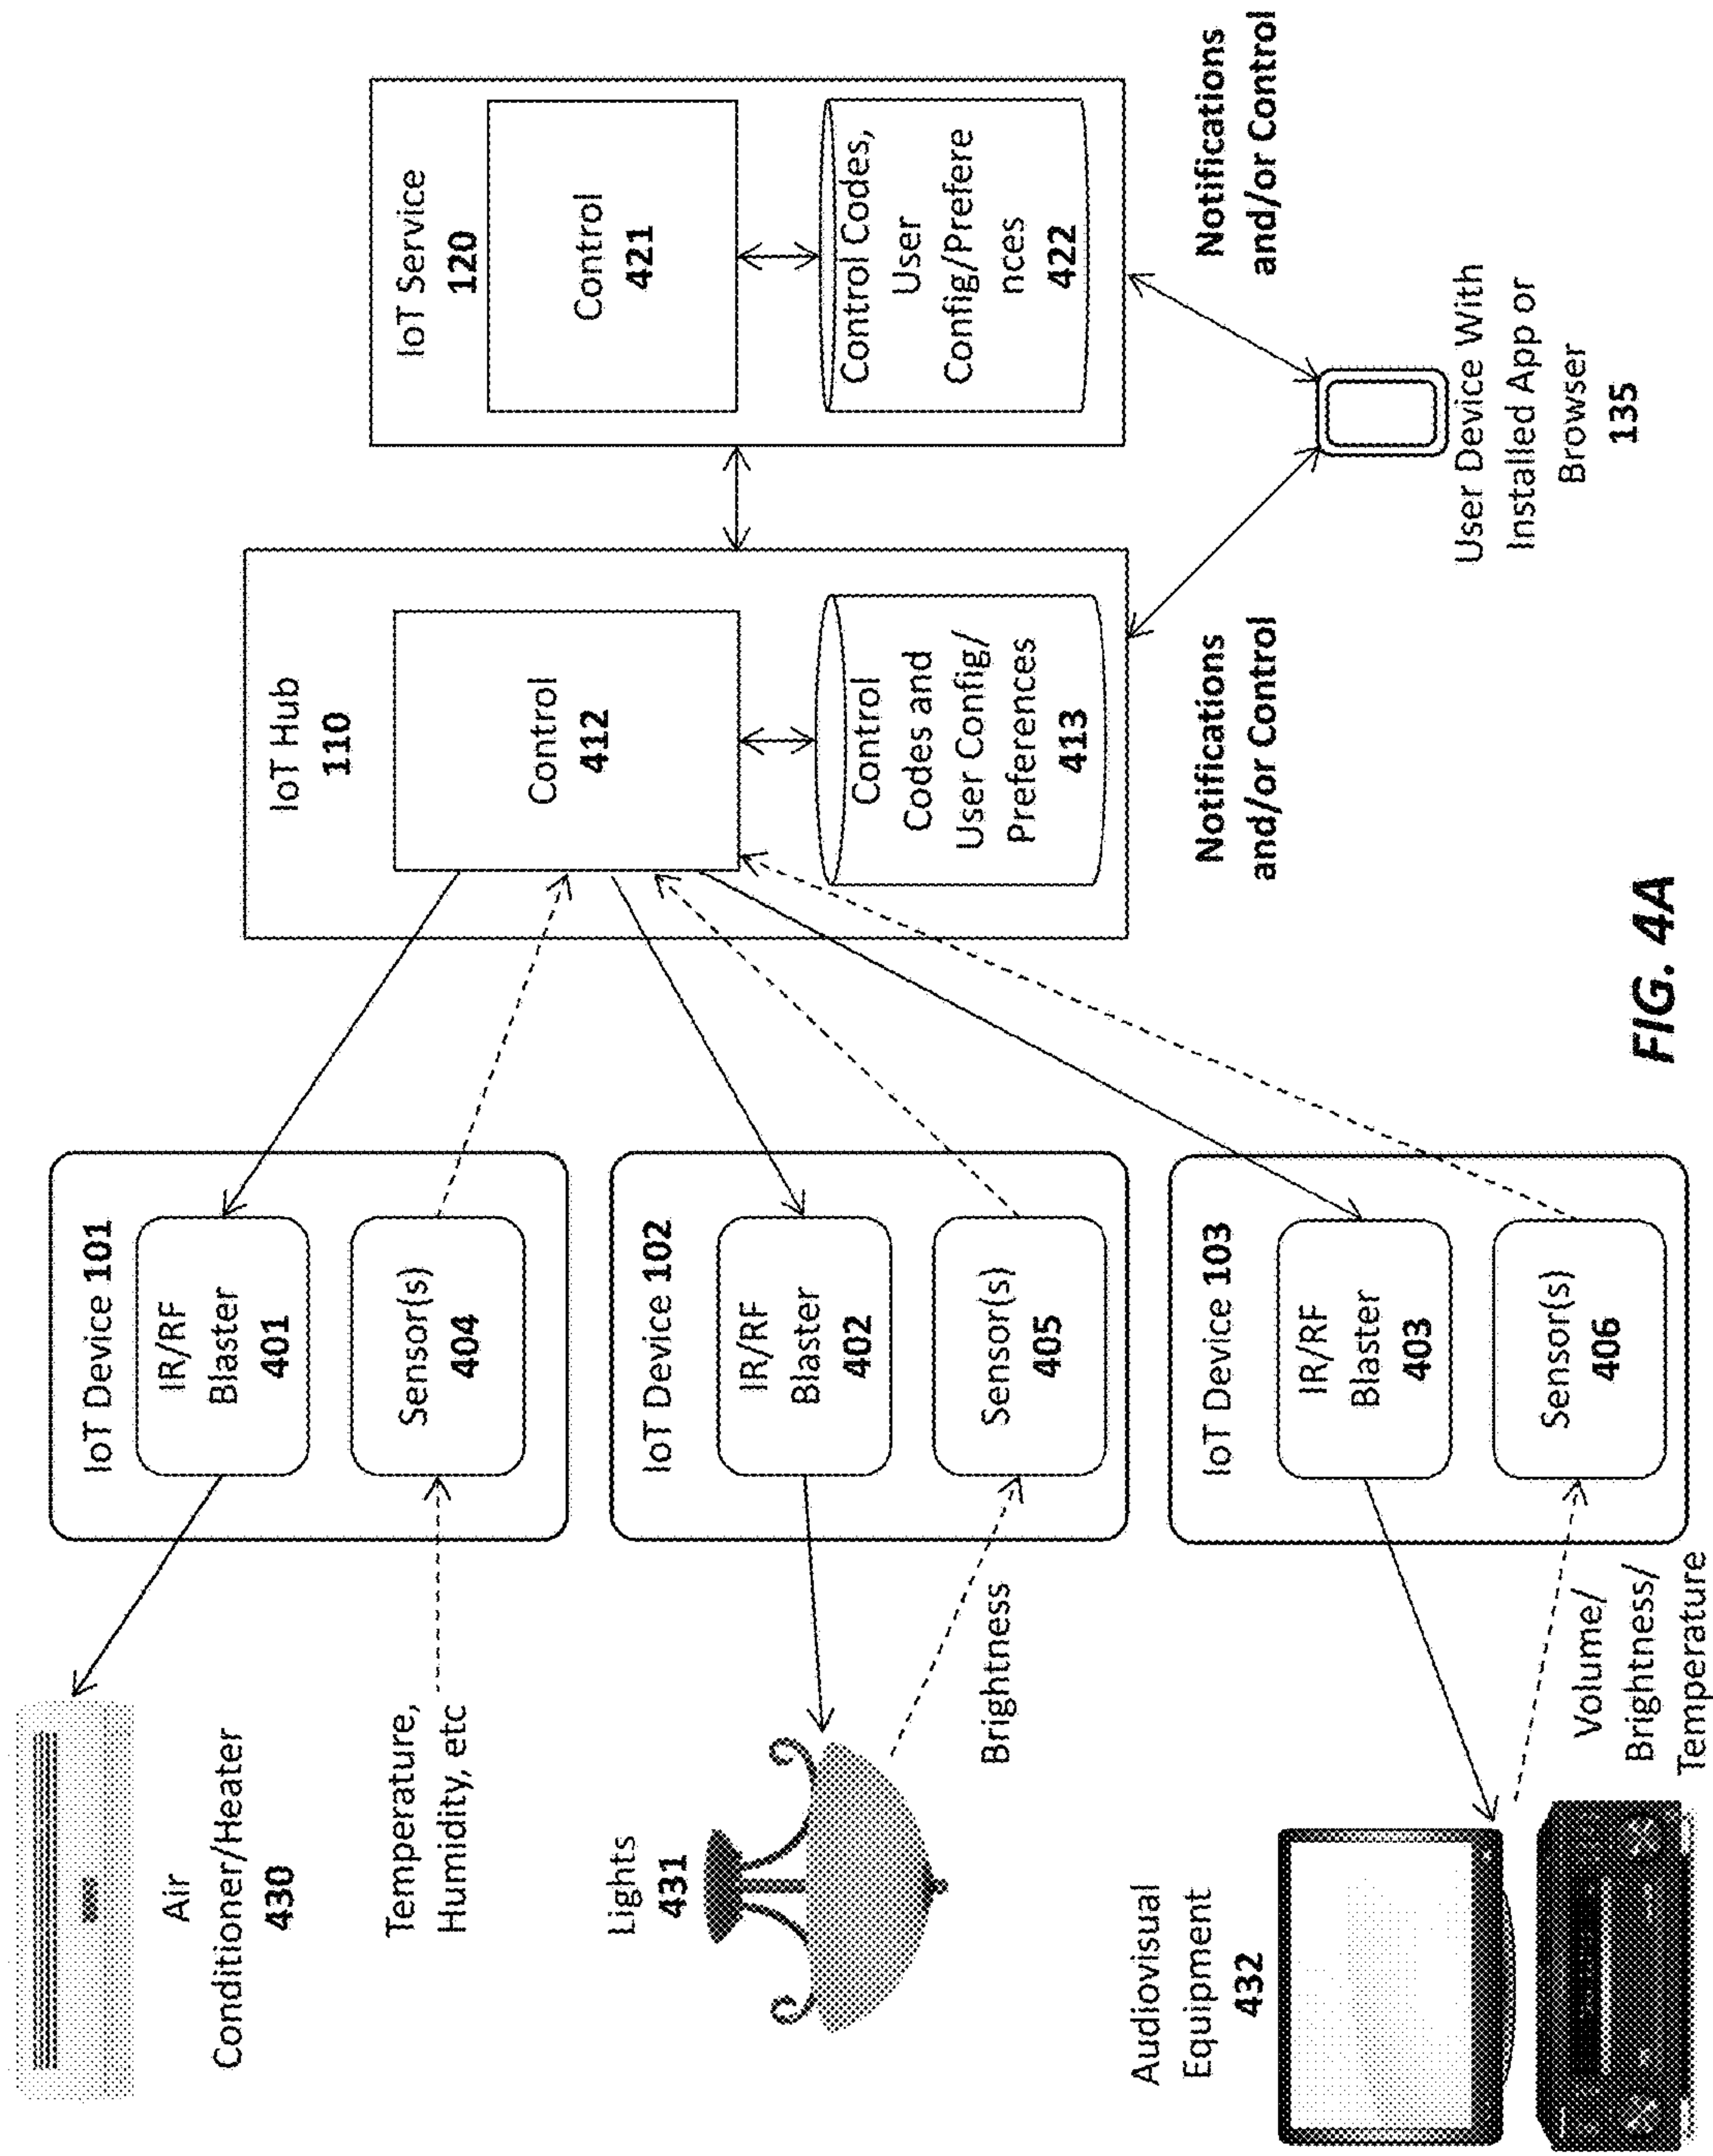 Air
Conditioner/Heater
430
Temperature,
Humidity, etc
Lights
431
Brightness
Audiovisual
Equipment
432
Volume/
Brightness/
Temperature
IoT Device 101
IR/RF
Blaster
401
Sensor(s)
404
IoT Device 102
IR/RF
Blaster
402
Sensor(s)
405
IoT Device 103
IR/RF
Blaster
403
Sensor(s)
406
IoT Hub
110
Control
412
Control
Codes and
User Config/
Preferences
413
Notifications
and/or Control
IoT Service
120
Control
421
Control Codes,
User
Config/Prefere
nces
422
Notifications
and/or Control
User Device With
Installed App or
Browser
135
FIG. 4A